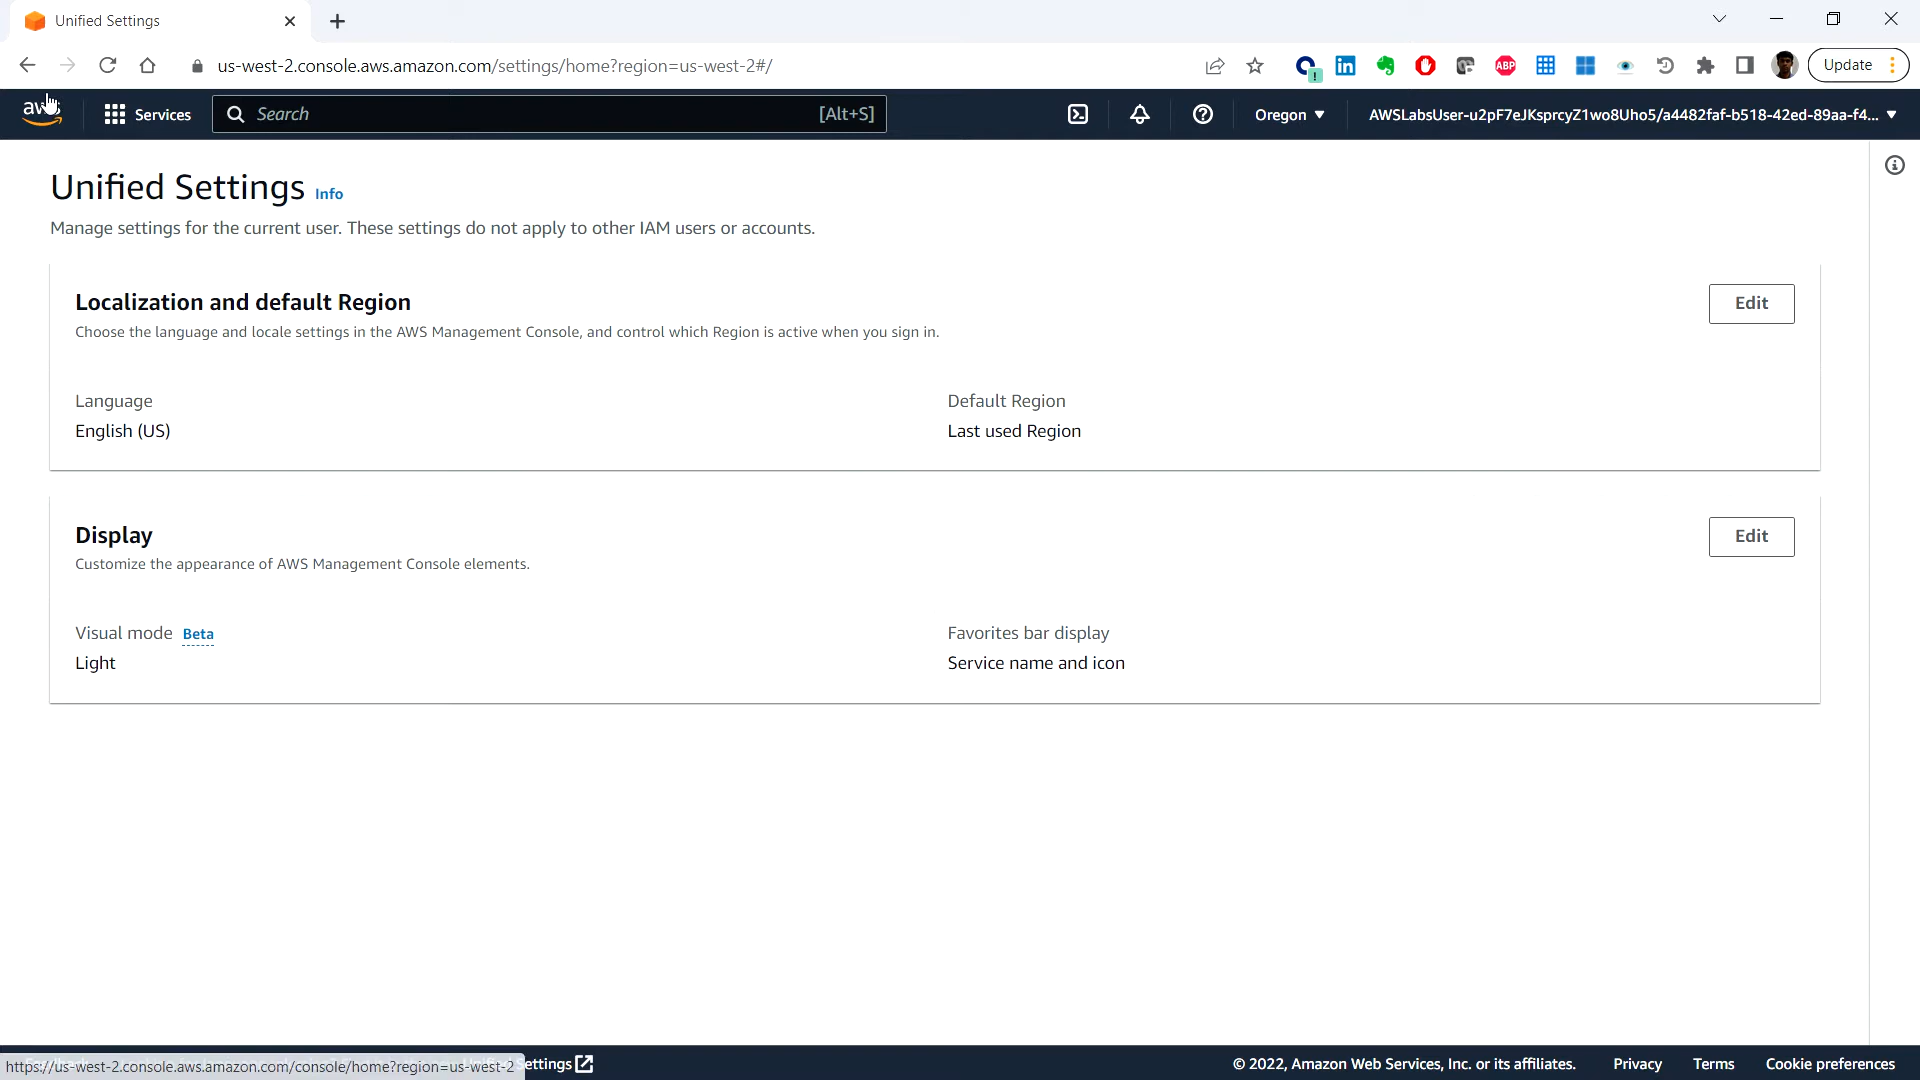 Unified Settings
us-west-2.console.aws.amazon.com/settings/home?region=us-west-2#/
ABP
Update
aws
Services
Search
[Alt+S]
Oregon
AWSLabsUser-u2pF7eJKsprcyZ1wo8Uho5/a4482faf-b518-42ed-89aa-f4...
Unified Settings Info
Manage settings for the current user. These settings do not apply to other IAM users or accounts.
Localization and default Region
Edit
Choose the language and locale settings in the AWS Management Console, and control which Region is active when you sign in.
Language
Default Region
English (US)
Last used Region
Display
Edit
Customize the appearance of AWS Management Console elements.
Visual mode Beta
Favorites bar display
Light
Service name and icon
https://us-west-2.console.aws.amazon.com/console/home?region=us-west-2
ettings
© 2022, Amazon Web Services, Inc. or its affiliates.
Privacy
Terms
Cookie preferences